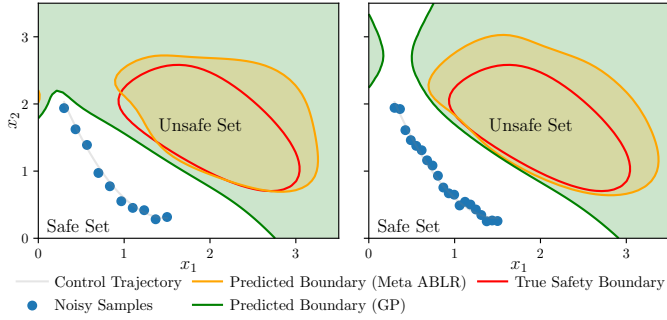 3
2
1
0
0 1 2 3
x2
x1
Unsafe Set
Safe Set
0 1 2 3
x1
Unsafe Set
Safe Set
Control Trajectory
Predicted Boundary (Meta ABLR)
True Safety Boundary
Noisy Samples
Predicted Boundary (GP)